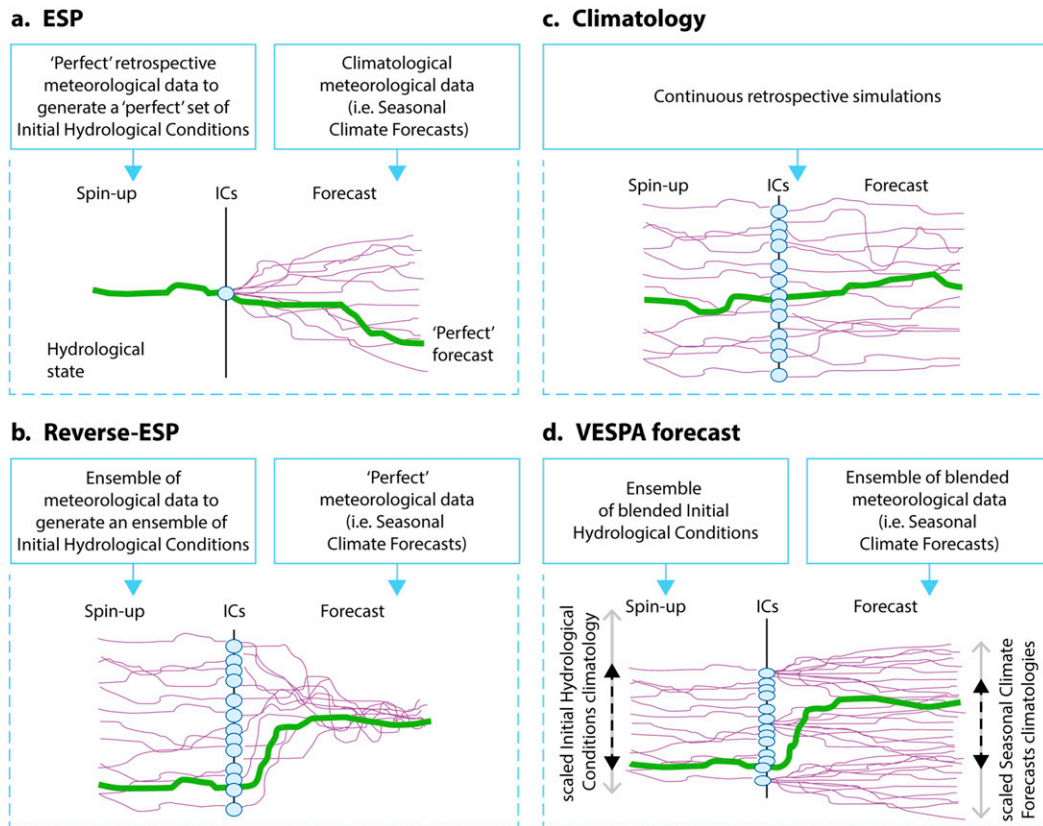 a. ESP
'Perfect' retrospective
meteorological data to
generate a 'perfect' set of
Initial Hydrological Conditions
Climatological
meteorological data
(i.e. Seasonal
Climate Forecasts)
Spin-up
ICs
Forecast
Hydrological
state
'Perfect'
forecast
b. Reverse-ESP
Ensemble of
meteorological data to
generate an ensemble of
Initial Hydrological Conditions
'Perfect'
meteorological data
(i.e. Seasonal
Climate Forecasts)
Spin-up
ICs
Forecast
c. Climatology
Continuous retrospective simulations
Spin-up
ICs
Forecast
d. VESPA forecast
Ensemble
of blended Initial
Hydrological Conditions
Ensemble of blended
meteorological data
(i.e. Seasonal
Climate Forecasts)
Spin-up
ICs
Forecast
scaled Initial Hydrological
Conditions climatology
scaled Seasonal Climate
Forecasts climatologies